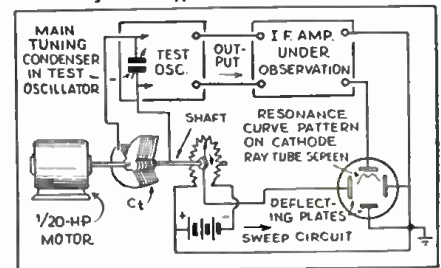 MAIN
TUNING
CONDENSER
IN TEST-
OSCILLATOR
TEST
OSC.
OUT-
PUT
I.F. AMP.
UNDER
OBSERVATION
SHAFT
RESONANCE
CURVE PATTERN
ON CATHODE
RAY TUBE SCREEN
Ct
1/20-HP
MOTOR
+
-
DEFLECT-
ING PLATES
SWEEP CIRCUIT